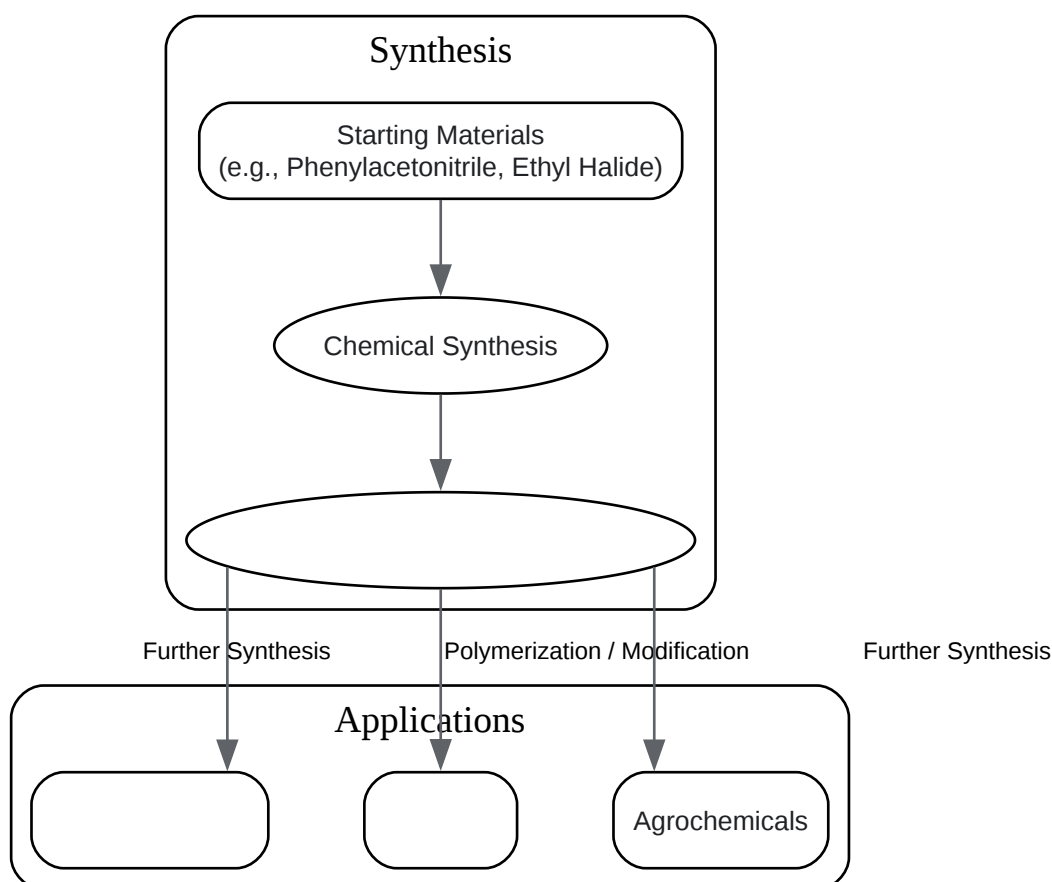 Synthesis
Starting Materials
(e.g., Phenylacetonitrile, Ethyl Halide)
Chemical Synthesis
Further Synthesis
Polymerization / Modification
Further Synthesis
Applications
Agrochemicals